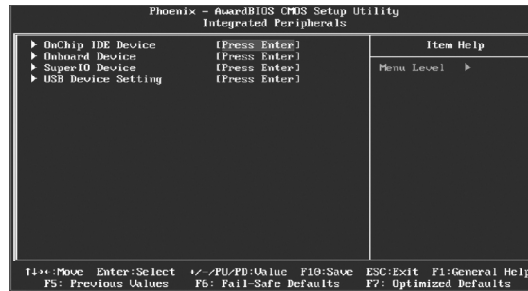 Phoenix - AwardBIOS CMOS Setup Utility
Integrated Peripherals
▶ OnChip IDE Device [Press Enter] Item Help
▶ Onboard Device [Press Enter]
▶ SuperIO Device [Press Enter] Menu Level ▶
▶ USB Device Setting [Press Enter]
↑↓→←:Move Enter:Select +/-/PU/PD:Value F10:Save ESC:Exit F1:General Help
F5: Previous Values F6: Fail-Safe Defaults F7: Optimized Defaults